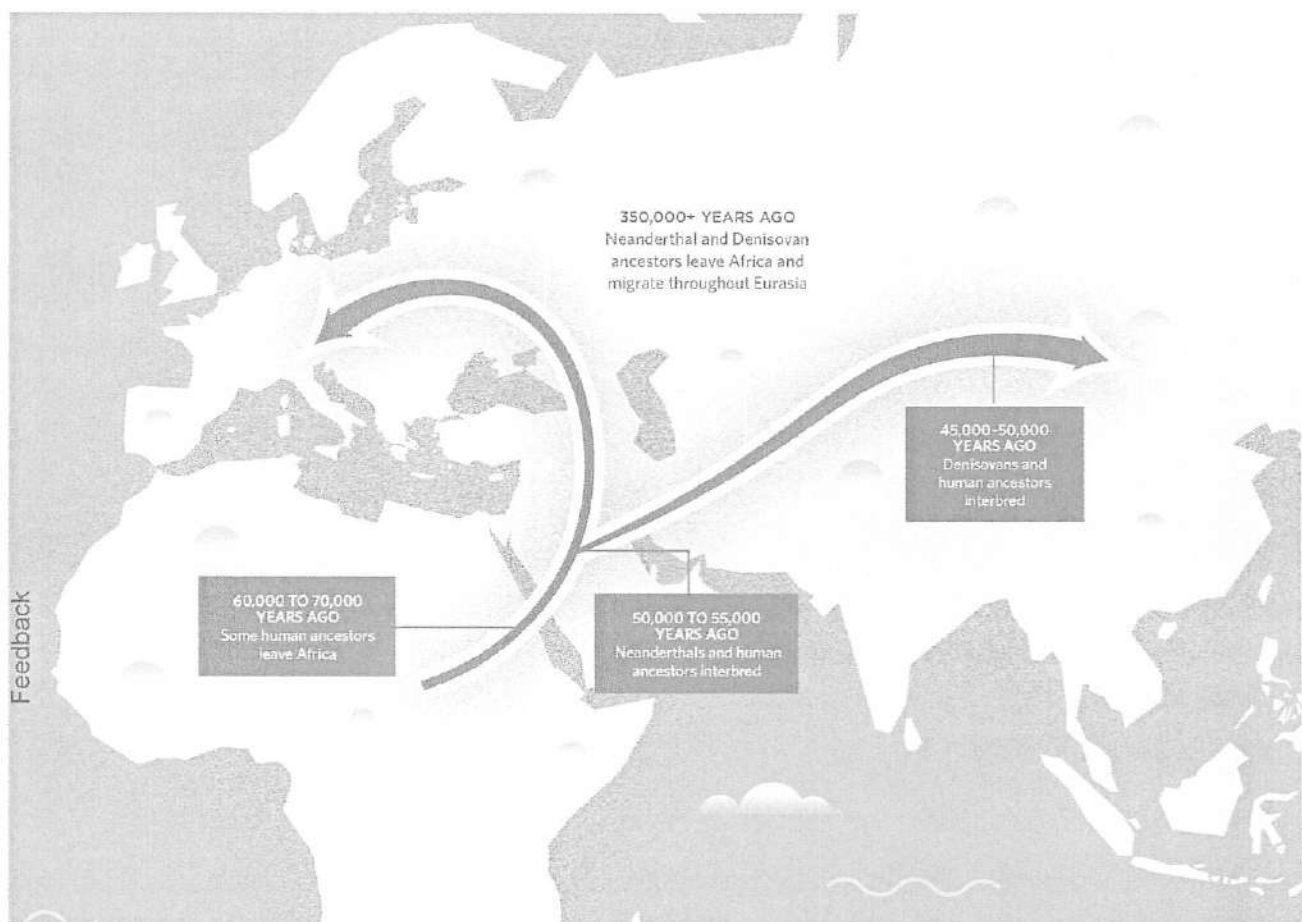 350,000+ YEARS AGO
Neanderthal and Denisovan
ancestors leave Africa and
migrate throughout Eurasia
45,000-50,000
YEARS AGO
Denisovans and
human ancestors
interbred
60,000 TO 70,000
YEARS AGO
Some human ancestors
leave Africa
50,000 TO 55,000
YEARS AGO
Neanderthals and human
ancestors interbred
Feedback